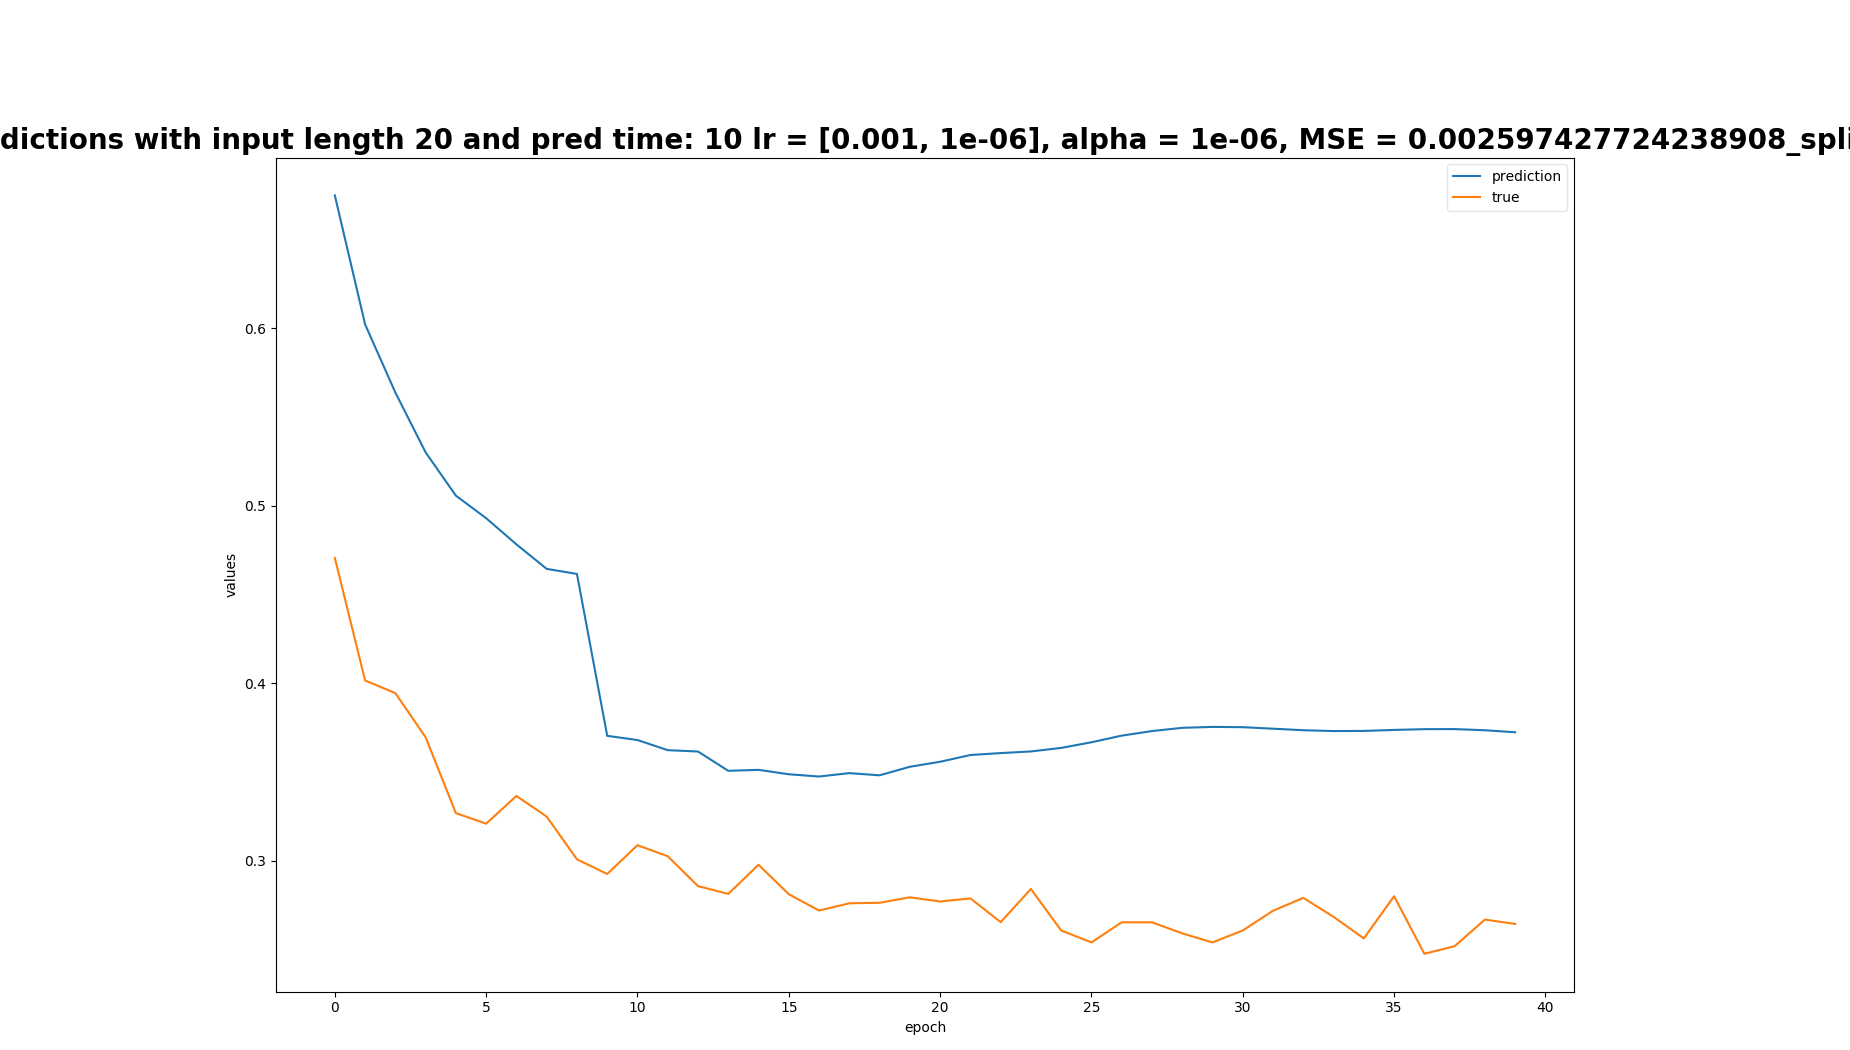 dictions with input length 20 and pred time: 10 lr = [0.001, 1e-06], alpha = 1e-06, MSE = 0.002597427724238908_spli
prediction
true
values
0.6
0.5
0.4
0.3
0 5 10 15 20 25 30 35 40
epoch